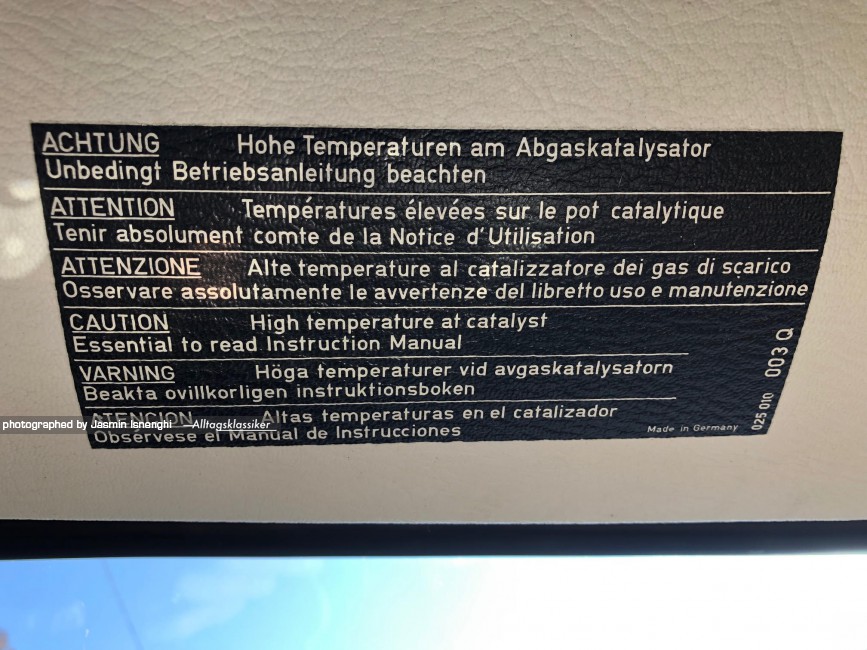 ACHTUNG Hohe Temperaturen am Abgaskatalysator
Unbedingt Betriebsanleitung beachten
ATTENTION Températures élevées sur le pot catalytique
Tenir absolument comte de la Notice d'Utilisation
ATTENZIONE Alte temperature al catalizzatore dei gas di scarico
Osservare assolutamente le avvertenze del libretto uso e manutenzione
CAUTION High temperature at catalyst
Essential to read Instruction Manual
VARNING Höga temperaturer vid avgaskatalysatorn
Beakta ovillkorligen instruktionsboken
ATENCION Altas temperaturas en el catalizador
Obsérvese el Manual de Instrucciones
Made in Germany
025 010 003 Q
photographed by Jasmin Isnenghi —Alltagsklassiker